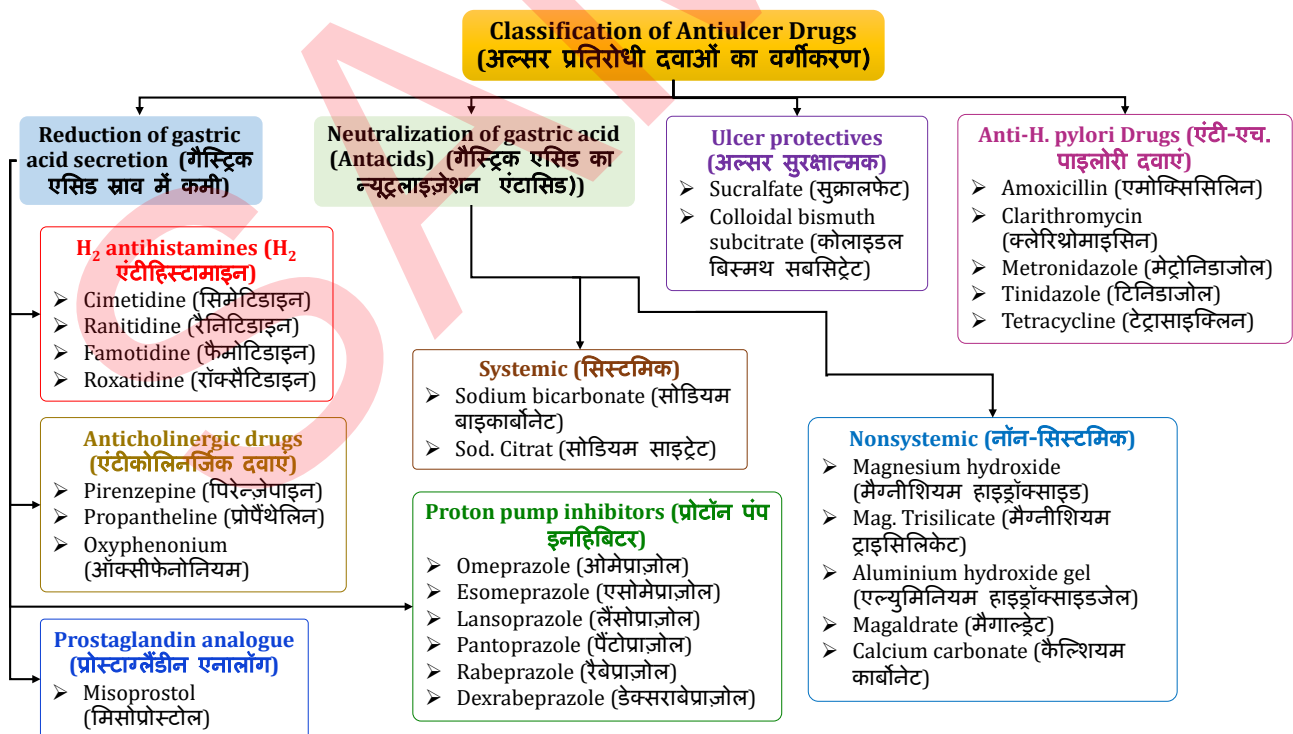 Classification of Antiulcer Drugs
(अल्सर प्रतिरोधी दवाओं का वर्गीकरण)
Reduction of gastric
acid secretion (गैस्ट्रिक
एसिड स्राव में कमी)
H₂ antihistamines (H₂
एंटीहिस्टामाइन)
➢ Cimetidine (सिमेटिडाइन)
➢ Ranitidine (रैनिटिडाइन)
➢ Famotidine (फैमोटिडाइन)
➢ Roxatidine (रॉक्सैटिडाइन)
Anticholinergic drugs
(एंटीकोलिनर्जिक दवाएं)
➢ Pirenzepine (पिरेन्ज़ेपाइन)
➢ Propantheline (प्रोपैंथेलिन)
➢ Oxyphenonium
(ऑक्सीफेनोनियम)
Prostaglandin analogue
(प्रोस्टाग्लैंडीन एनालॉग)
➢ Misoprostol
(मिसोप्रोस्टोल)
Proton pump inhibitors (प्रोटॉन पंप
इनहिबिटर)
➢ Omeprazole (ओमेप्राज़ोल)
➢ Esomeprazole (एसोमेप्राज़ोल)
➢ Lansoprazole (लैंसोप्राज़ोल)
➢ Pantoprazole (पैंटोप्राज़ोल)
➢ Rabeprazole (रैबेप्राज़ोल)
➢ Dexrabeprazole (डेक्सराबेप्राज़ोल)
Neutralization of gastric acid
(Antacids) (गैस्ट्रिक एसिड का
न्यूट्रलाइज़ेशन एंटासिड))
Systemic (सिस्टमिक)
➢ Sodium bicarbonate (सोडियम
बाइकार्बोनेट)
➢ Sod. Citrat (सोडियम साइट्रेट)
Nonsystemic (नॉन-सिस्टमिक)
➢ Magnesium hydroxide
(मैग्नीशियम हाइड्रॉक्साइड)
➢ Mag. Trisilicate (मैग्नीशियम
ट्राइसिलिकेट)
➢ Aluminium hydroxide gel
(एल्युमिनियम हाइड्रॉक्साइडजेल)
➢ Magaldrate (मैगाल्ड्रेट)
➢ Calcium carbonate (कैल्शियम
कार्बोनेट)
Ulcer protectives
(अल्सर सुरक्षात्मक)
➢ Sucralfate (सुक्रालफेट)
➢ Colloidal bismuth
subcitrate (कोलाइडल
बिस्मथ सबसिट्रेट)
Anti-H. pylori Drugs (एंटी-एच.
पाइलोरी दवाएं)
➢ Amoxicillin (एमोक्सिसिलिन)
➢ Clarithromycin
(क्लेरिथोमाइसिन)
➢ Metronidazole (मेट्रोनिडाजोल)
➢ Tinidazole (टिनिडाजोल)
➢ Tetracycline (टेट्रासाइक्लिन)